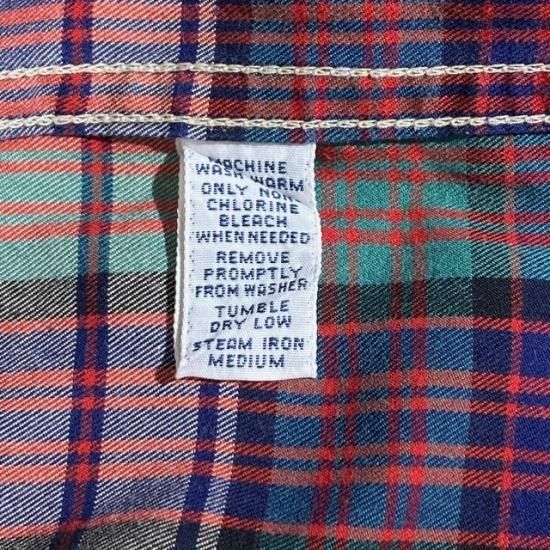 MACHINE
WASH WARM
ONLY NON
CHLORINE
BLEACH
WHEN NEEDED
REMOVE
PROMPTLY
FROM WASHER
TUMBLE
DRY LOW
STEAM IRON
MEDIUM